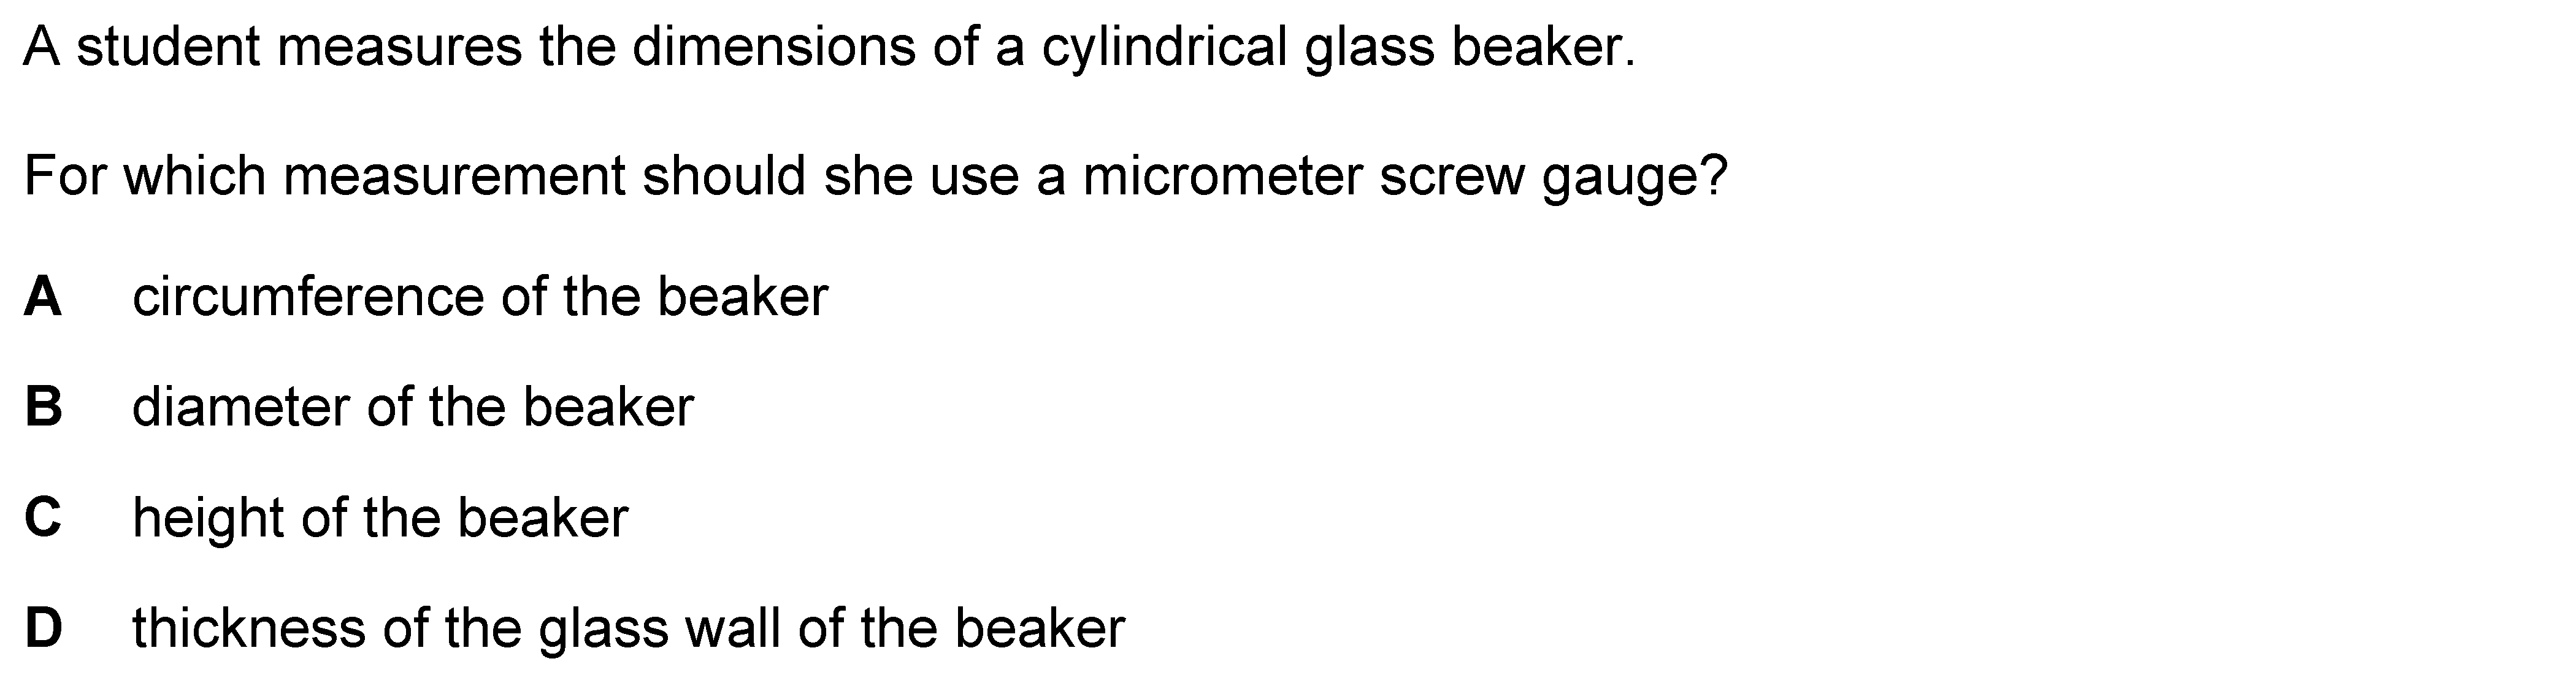 A student measures the dimensions of a cylindrical glass beaker.
For which measurement should she use a micrometer screw gauge?
A circumference of the beaker
B diameter of the beaker
C height of the beaker
D thickness of the glass wall of the beaker